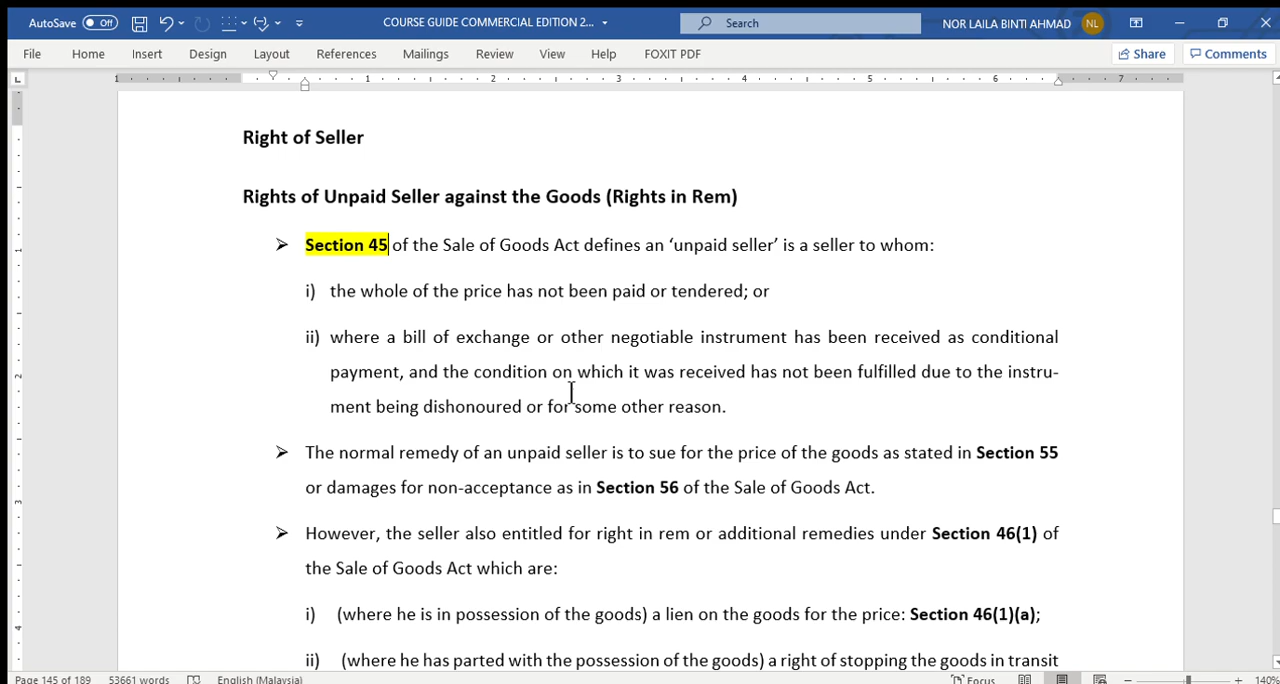 AutoSave Off COURSE GUIDE COMMERCIAL EDITION 2... Search NOR LAILA BINTI AHMAD NL
File Home Insert Design Layout References Mailings Review View Help FOXIT PDF Share Comments
1 1 2 3 4 5 6 7
Right of Seller
Rights of Unpaid Seller against the Goods (Rights in Rem)
➢ Section 45 of the Sale of Goods Act defines an ‘unpaid seller’ is a seller to whom:
i) the whole of the price has not been paid or tendered; or
ii) where a bill of exchange or other negotiable instrument has been received as conditional
payment, and the condition on which it was received has not been fulfilled due to the instru-
ment being dishonoured or for some other reason.
➢ The normal remedy of an unpaid seller is to sue for the price of the goods as stated in Section 55
or damages for non-acceptance as in Section 56 of the Sale of Goods Act.
➢ However, the seller also entitled for right in rem or additional remedies under Section 46(1) of
the Sale of Goods Act which are:
i) (where he is in possession of the goods) a lien on the goods for the price: Section 46(1)(a);
ii) (where he has parted with the possession of the goods) a right of stopping the goods in transit
Page 145 of 189 53661 words English (Malaysia) Focus 140%